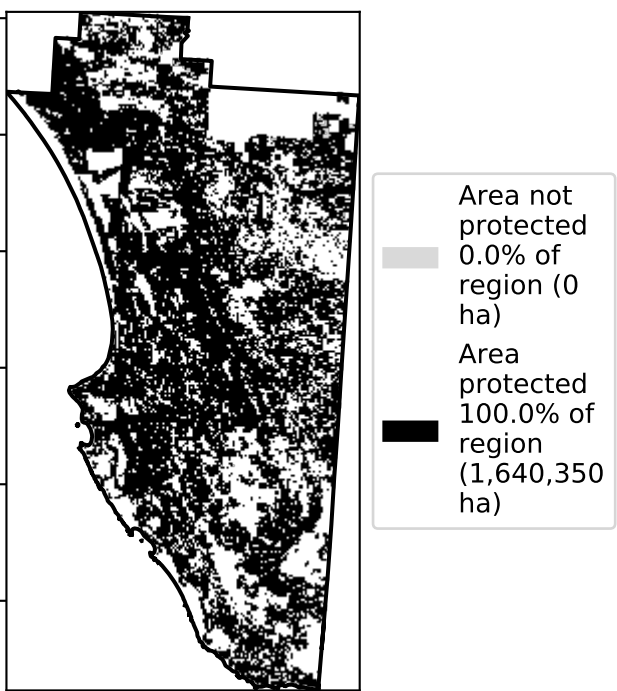 Area not
protected
0.0% of
region (0
ha)
Area
protected
100.0% of
region
(1,640,350
ha)